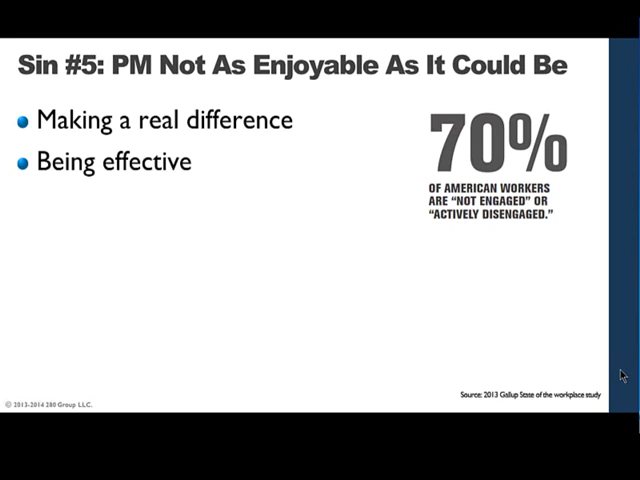 Sin #5: PM Not As Enjoyable As It Could Be
Making a real difference
Being effective
70%
OF AMERICAN WORKERS
ARE “NOT ENGAGED” OR
“ACTIVELY DISENGAGED.”
Source: 2013 Gallup State of the workplace study
© 2013-2014 280 Group LLC.